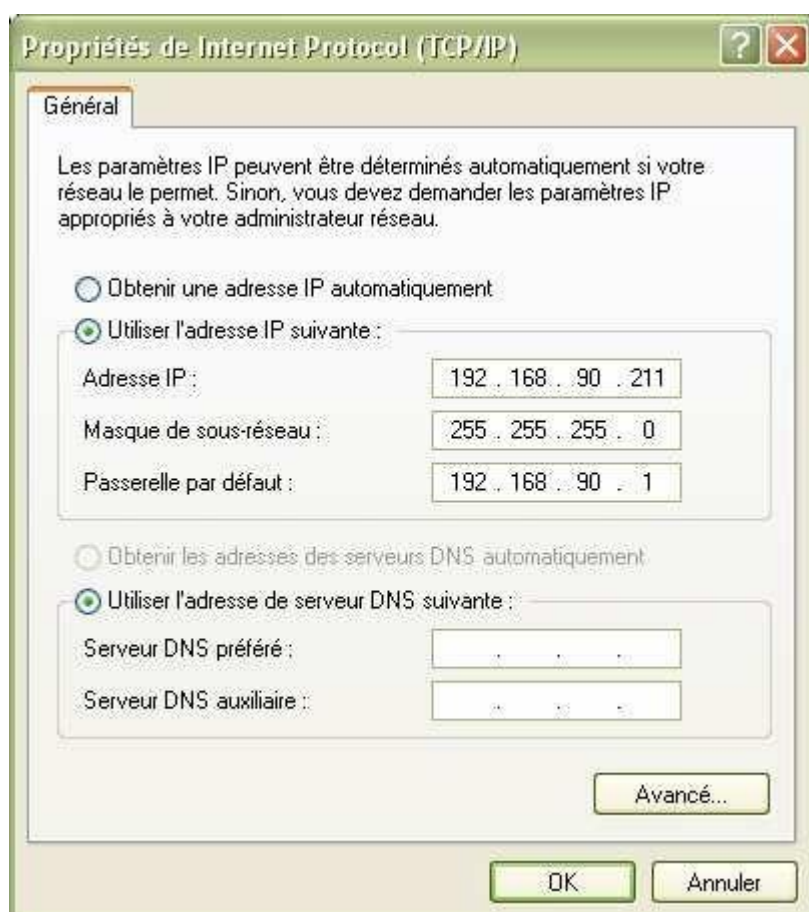 Propriétés de Internet Protocol (TCP/IP)
Général
Les paramètres IP peuvent être déterminés automatiquement si votre
réseau le permet. Sinon, vous devez demander les paramètres IP
appropriés à votre administrateur réseau.
Obtenir une adresse IP automatiquement
Utiliser l'adresse IP suivante :
Adresse IP : 192 . 168 . 90 . 211
Masque de sous-réseau : 255 . 255 . 255 . 0
Passerelle par défaut : 192 . 168 . 90 . 1
Obtenir les adresses des serveurs DNS automatiquement
Utiliser l'adresse de serveur DNS suivante :
Serveur DNS préféré : . . .
Serveur DNS auxiliaire : . . .
Avancé...
OK Annuler